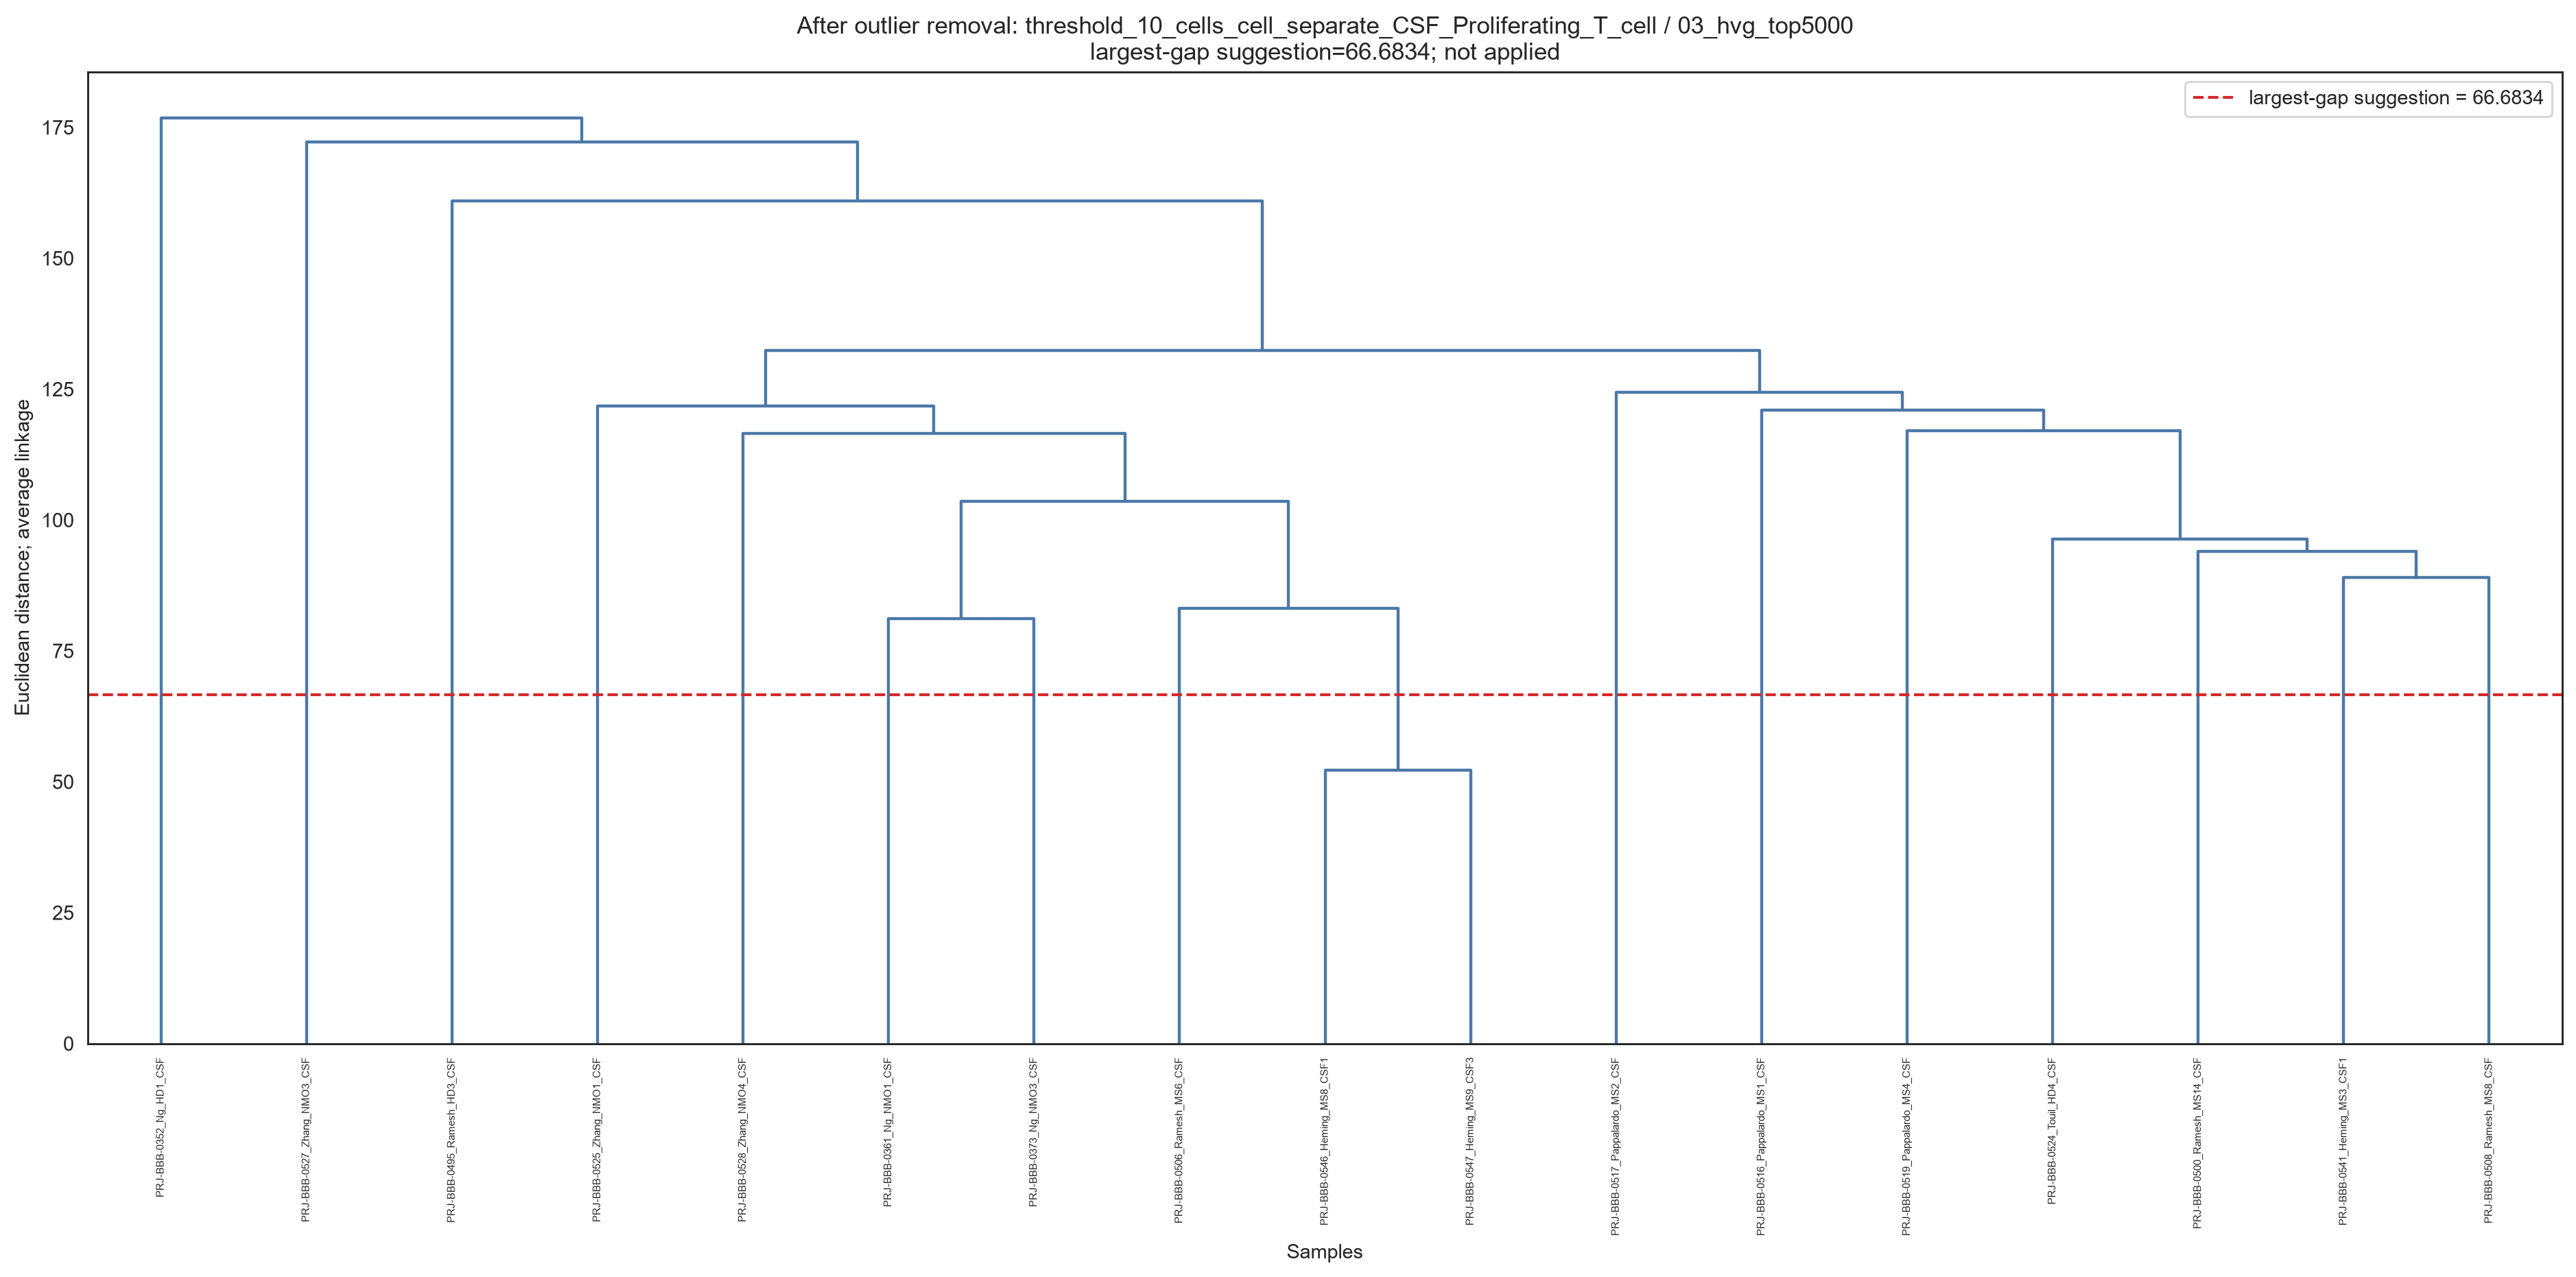 After outlier removal: threshold_10_cells_cell_separate_CSF_Proliferating_T_cell / 03_hvg_top5000
largest-gap suggestion=66.6834; not applied
largest-gap suggestion = 66.6834
Euclidean distance; average linkage
175
150
125
100
75
50
25
0
PRJ-BBB-0352_Ng_HD1_CSF
PRJ-BBB-0527_Zhang_NMO3_CSF
PRJ-BBB-0495_Ramesh_HD3_CSF
PRJ-BBB-0525_Zhang_NMO1_CSF
PRJ-BBB-0528_Zhang_NMO4_CSF
PRJ-BBB-0361_Ng_NMO1_CSF
PRJ-BBB-0373_Ng_NMO3_CSF
PRJ-BBB-0506_Ramesh_MS6_CSF
PRJ-BBB-0546_Heming_MS8_CSF1
PRJ-BBB-0547_Heming_MS9_CSF3
PRJ-BBB-0517_Pappalardo_MS2_CSF
PRJ-BBB-0516_Pappalardo_MS1_CSF
PRJ-BBB-0519_Pappalardo_MS4_CSF
PRJ-BBB-0524_Touil_HD4_CSF
PRJ-BBB-0500_Ramesh_MS14_CSF
PRJ-BBB-0541_Heming_MS3_CSF1
PRJ-BBB-0508_Ramesh_MS8_CSF
Samples